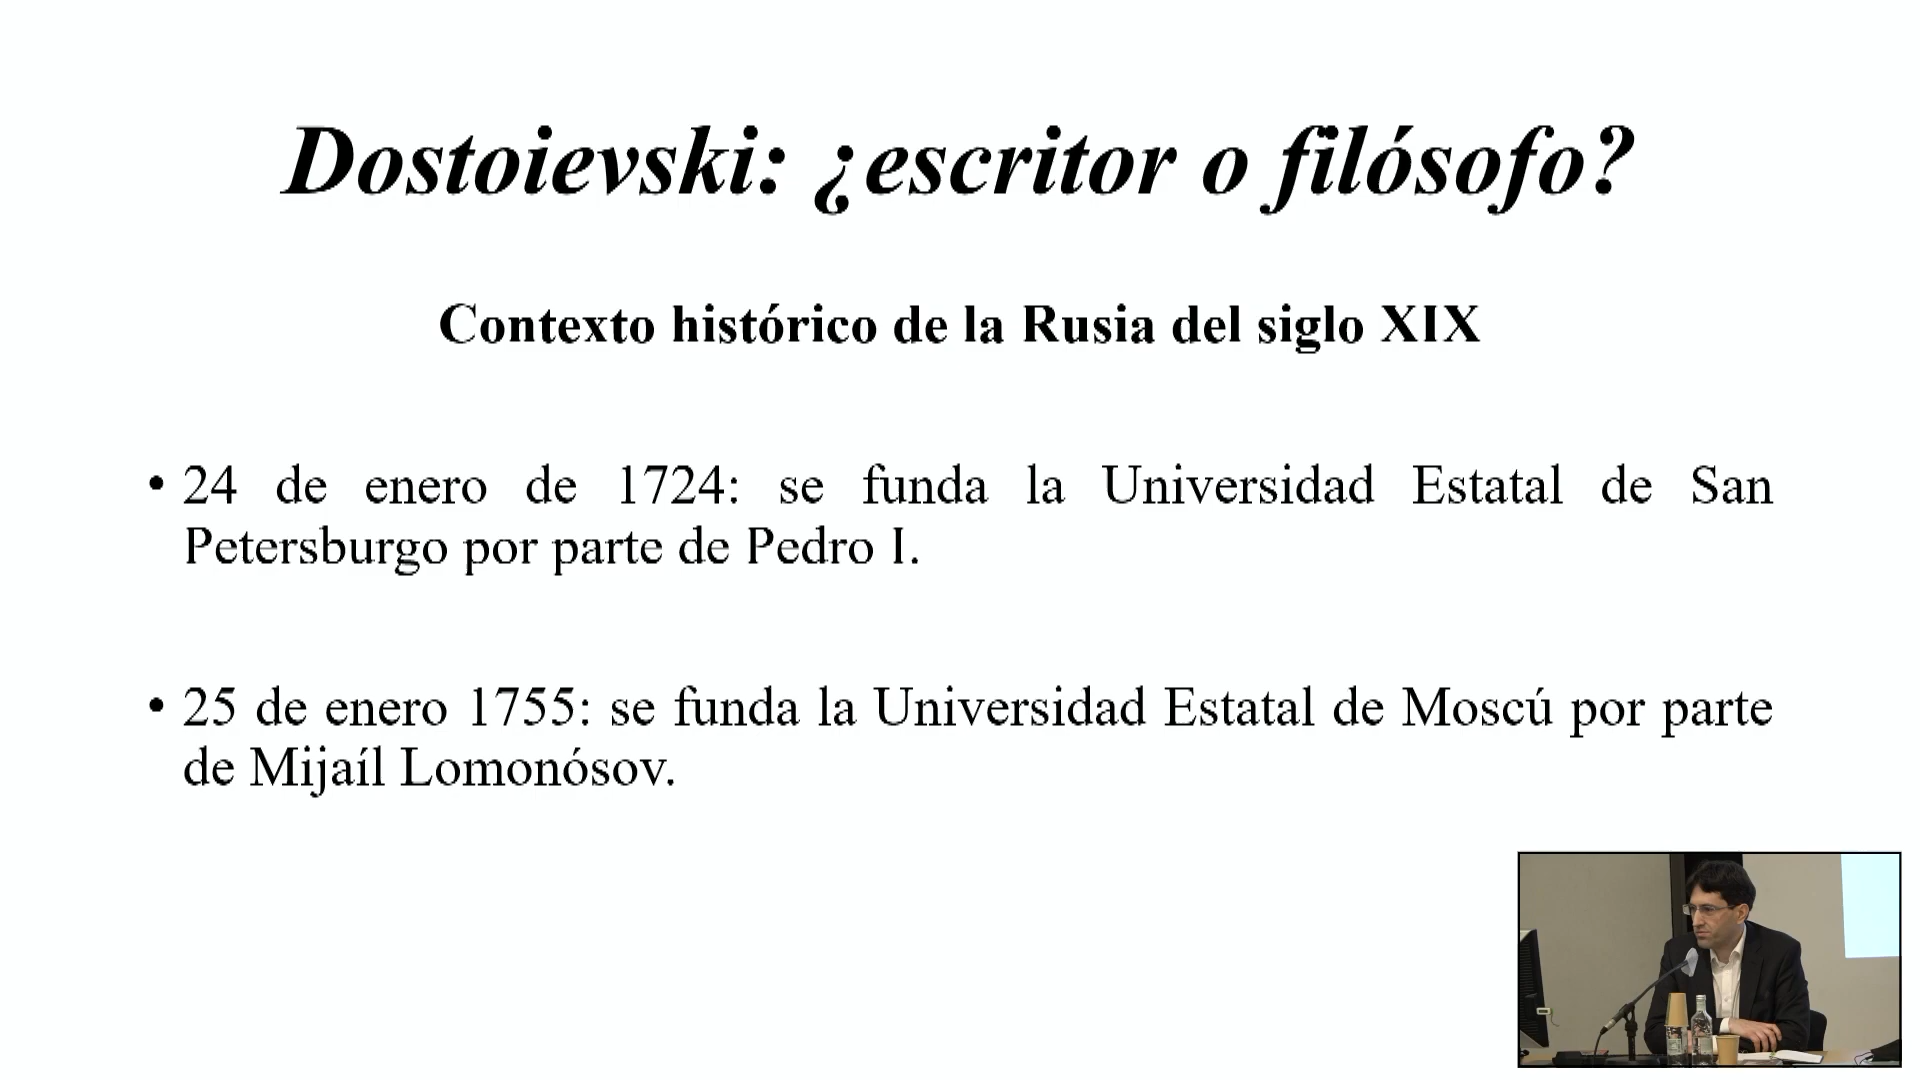 Dostoievski: ¿escritor o filósofo?
Contexto histórico de la Rusia del siglo XIX
• 24 de enero de 1724: se funda la Universidad Estatal de San
Petersburgo por parte de Pedro I.
• 25 de enero 1755: se funda la Universidad Estatal de Moscú por parte
de Mijaíl Lomonósov.